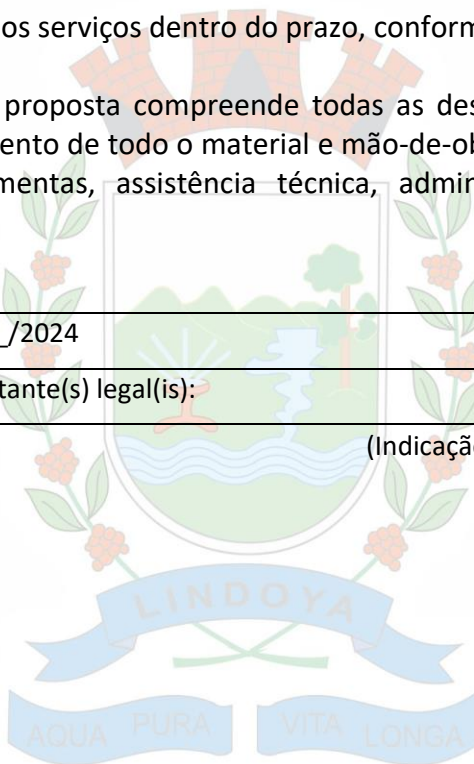 os serviços dentro do prazo, conform
proposta compreende todas as des
ento de todo o material e mão-de-ob
mentas, assistência técnica, admin
_/2024
tante(s) legal(is):
(Indicação
LINDOYA
AQUA PURA VITA LONGA